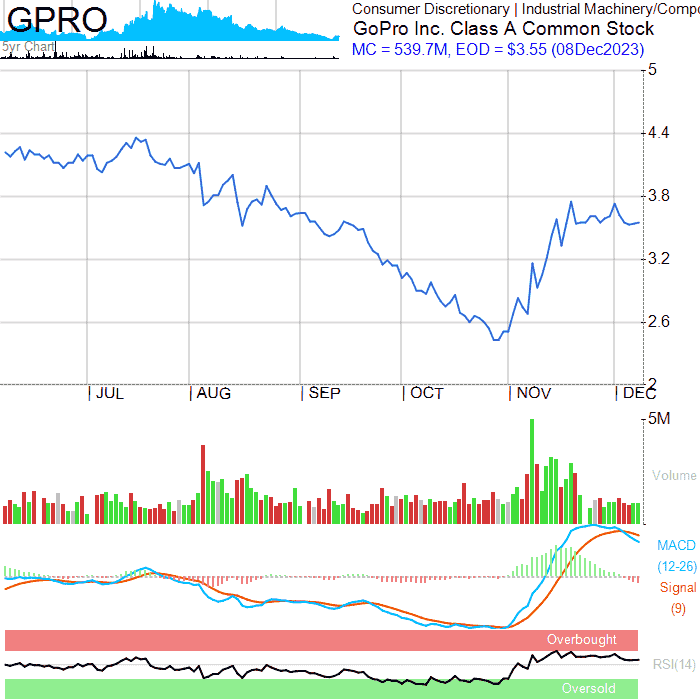 GPRO
5yr Chart
Consumer Discretionary | Industrial Machinery/Compo
GoPro Inc. Class A Common Stock
MC = 539.7M, EOD = $3.55 (08Dec2023)
5
4.4
3.8
3.2
2.6
2
JUL AUG SEP OCT NOV DEC
5M
Volume
MACD
(12-26)
Signal
(9)
Overbought
RSI(14)
Oversold